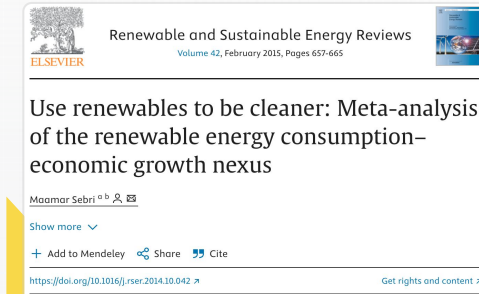 ELSEVIER
Renewable and Sustainable Energy Reviews
Volume 42, February 2015, Pages 657-665
Use renewables to be cleaner: Meta-analysis
of the renewable energy consumption–
economic growth nexus
Maamar Sebri a b
Show more
Add to Mendeley Share Cite
https://doi.org/10.1016/j.rser.2014.10.042
Get rights and content